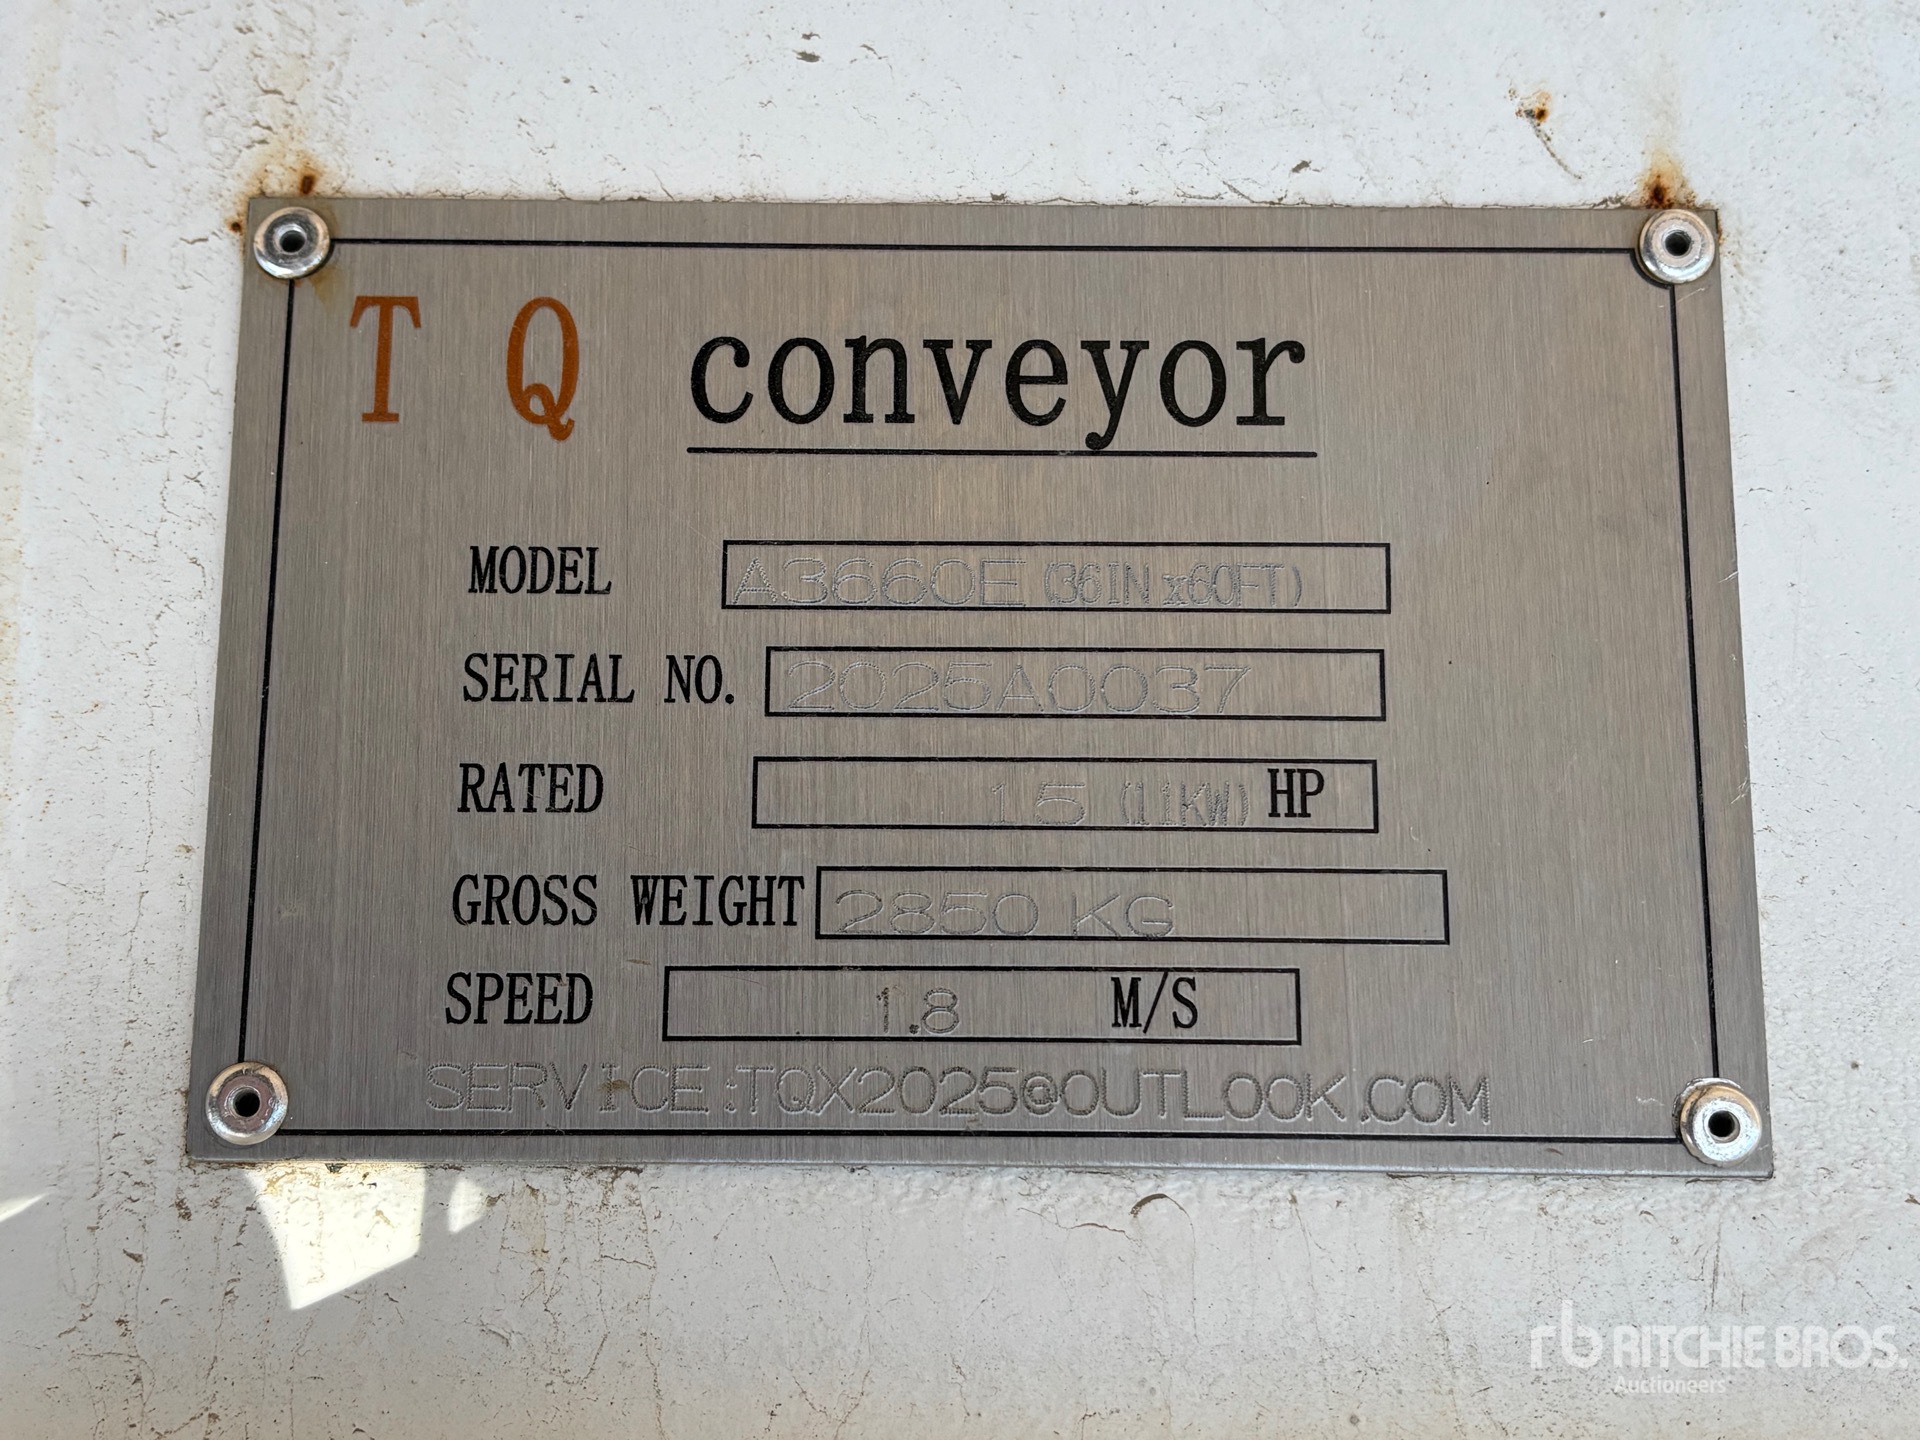 T Q conveyor
MODEL A3660E (36IN x60FT)
SERIAL NO. 2025A0037
RATED 15 (11KW) HP
GROSS WEIGHT 2850 KG
SPEED 1.8 M/S
SERVICE:TQX2025@OUTLOOK.COM
rb RITCHIE BROS.
Auctioneers